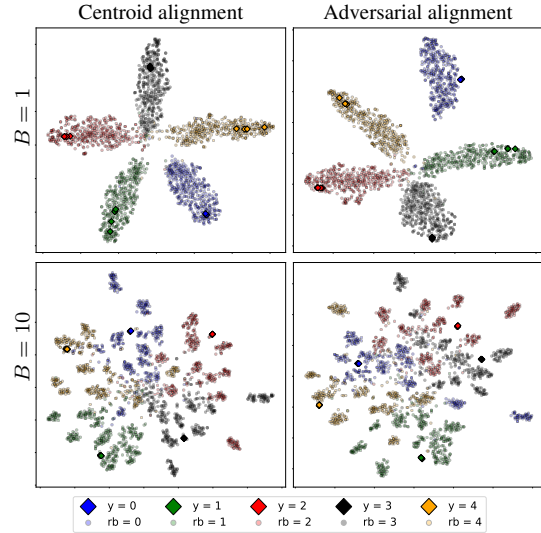 Centroid alignment Adversarial alignment
B = 1
B = 10
y = 0 y = 1 y = 2 y = 3 y = 4
rb = 0 rb = 1 rb = 2 rb = 3 rb = 4